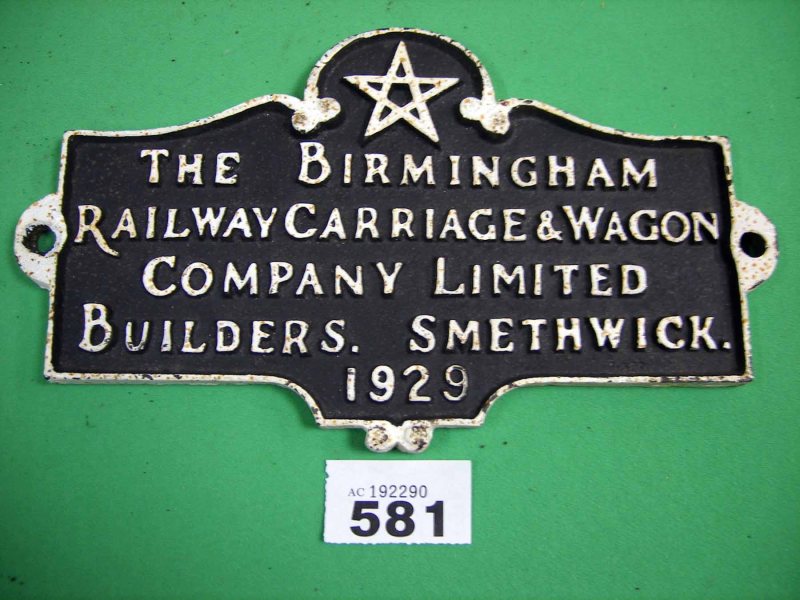 THE BIRMINGHAM
RAILWAY CARRIAGE & WAGON
COMPANY LIMITED
BUILDERS. SMETHWICK.
1929
AC 192290
581